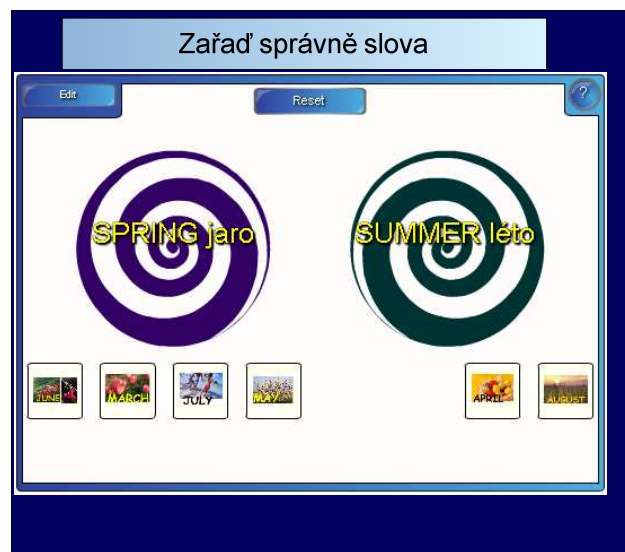 Zařaď správně slova
Edit
Reset
?
SPRING jaro
SUMMER léto
JUNE
MARCH
JULY
MAY
APRIL
AUGUST